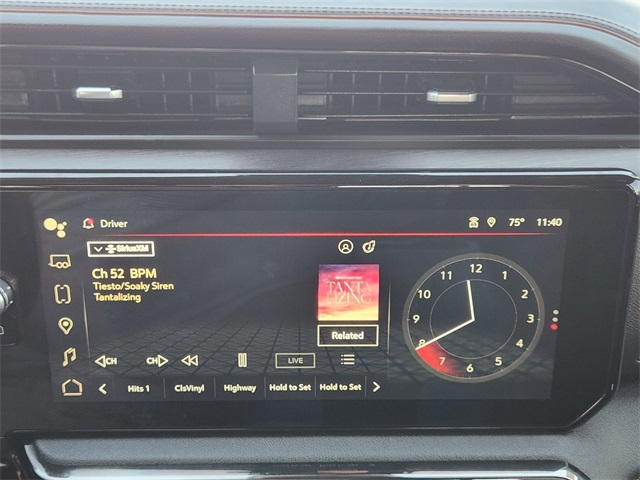 Driver
75° 11:40
SiriusXM
Ch 52 BPM
Tiesto/Soaky Siren
Tantalizing
TANTA
IZING
Related
CH CH LIVE
Hits 1 ClsVinyl Highway Hold to Set Hold to Set
12 1 2 3 4 5 6 7 8 9 10 11